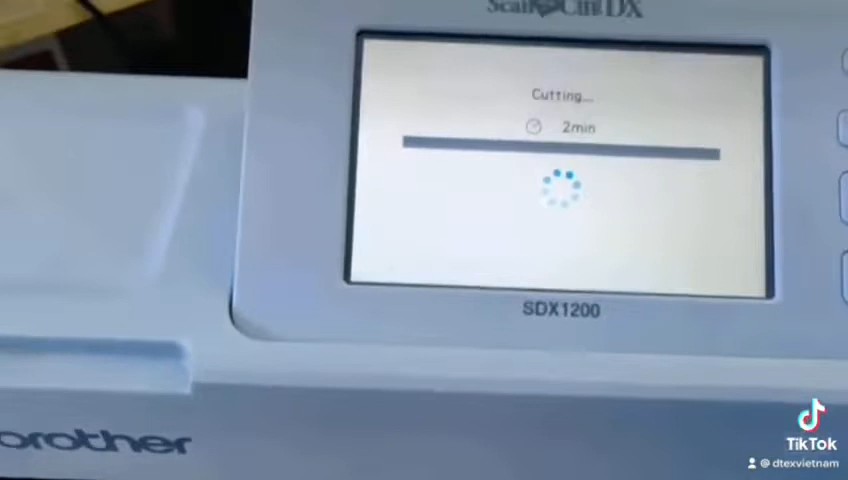 ScanNCut DX
Cutting...
2min
SDX1200
brother
TikTok
@dtexvietnam